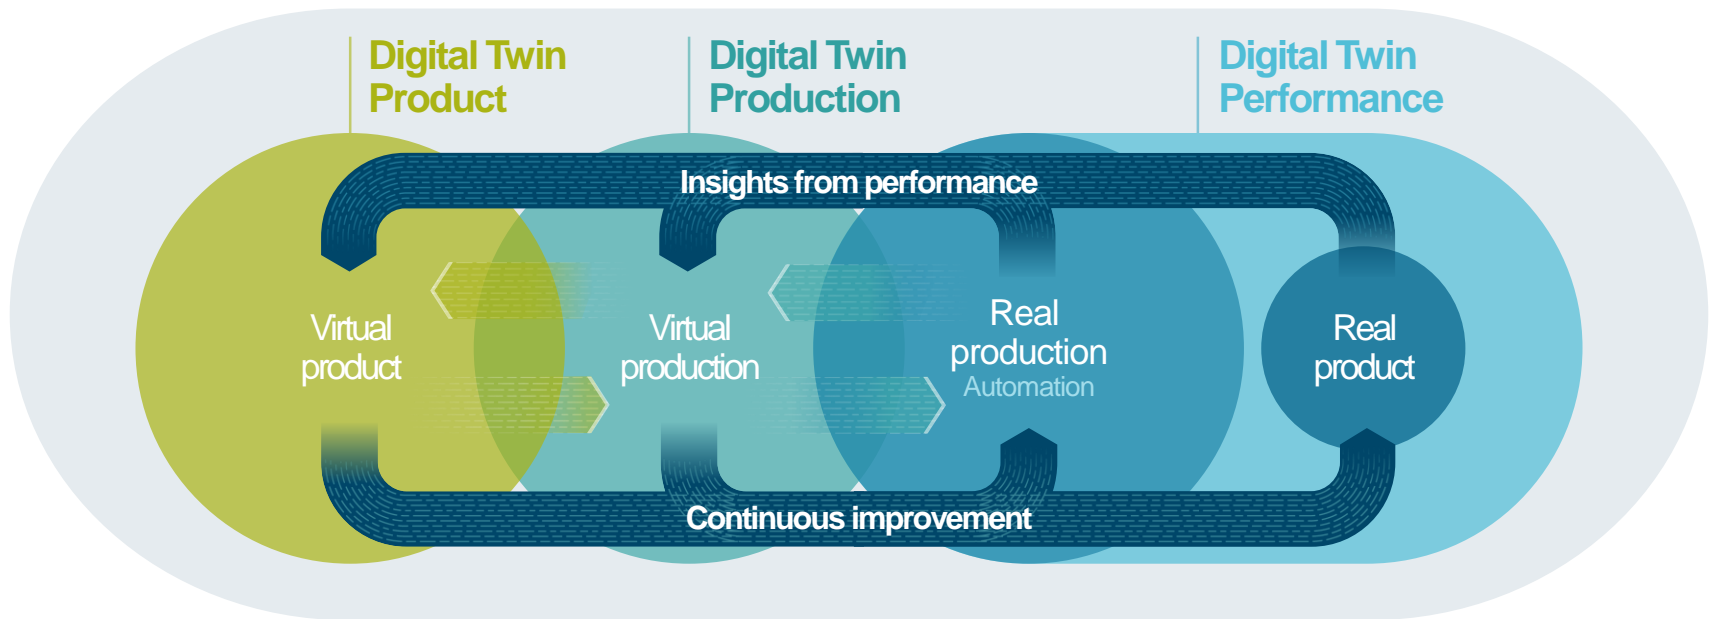 Digital Twin
Product
Digital Twin
Production
Digital Twin
Performance
Insights from performance
Virtual
product
Virtual
production
Real
production
Automation
Real
product
Continuous improvement